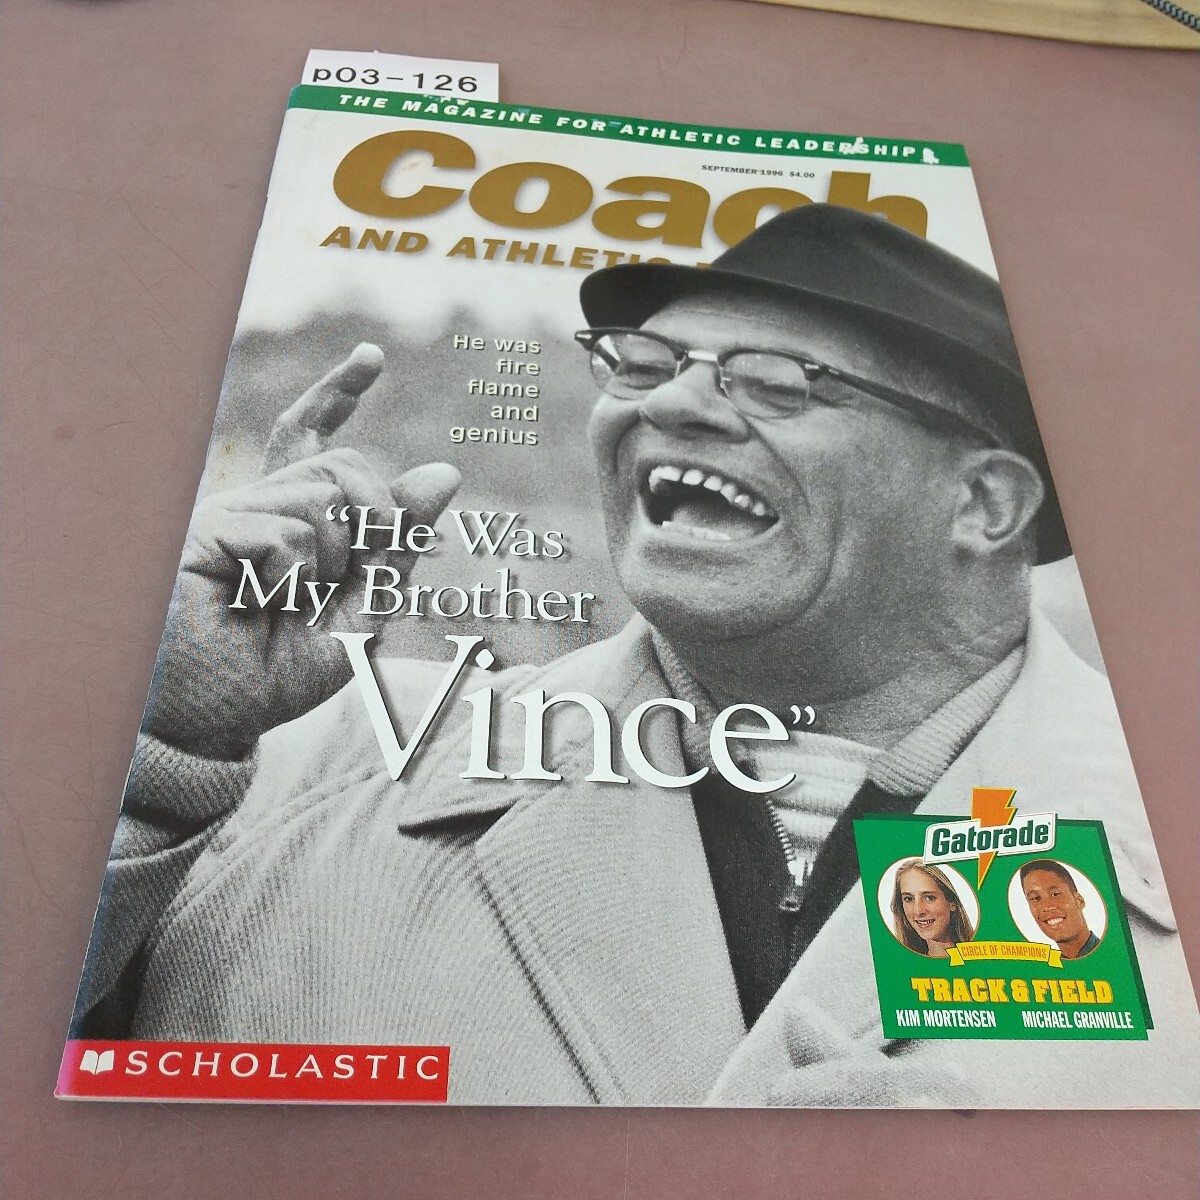 p03-126
THE MAGAZINE FOR ATHLETIC LEADERSHIP
SEPTEMBER 1996 $4.00
Coach
AND ATHLETIC
He was
fire
flame
and
genius
“He Was
My Brother
Vince”
Gatorade
CIRCLE OF CHAMPIONS
TRACK & FIELD
KIM MORTENSEN MICHAEL GRANVILLE
SCHOLASTIC